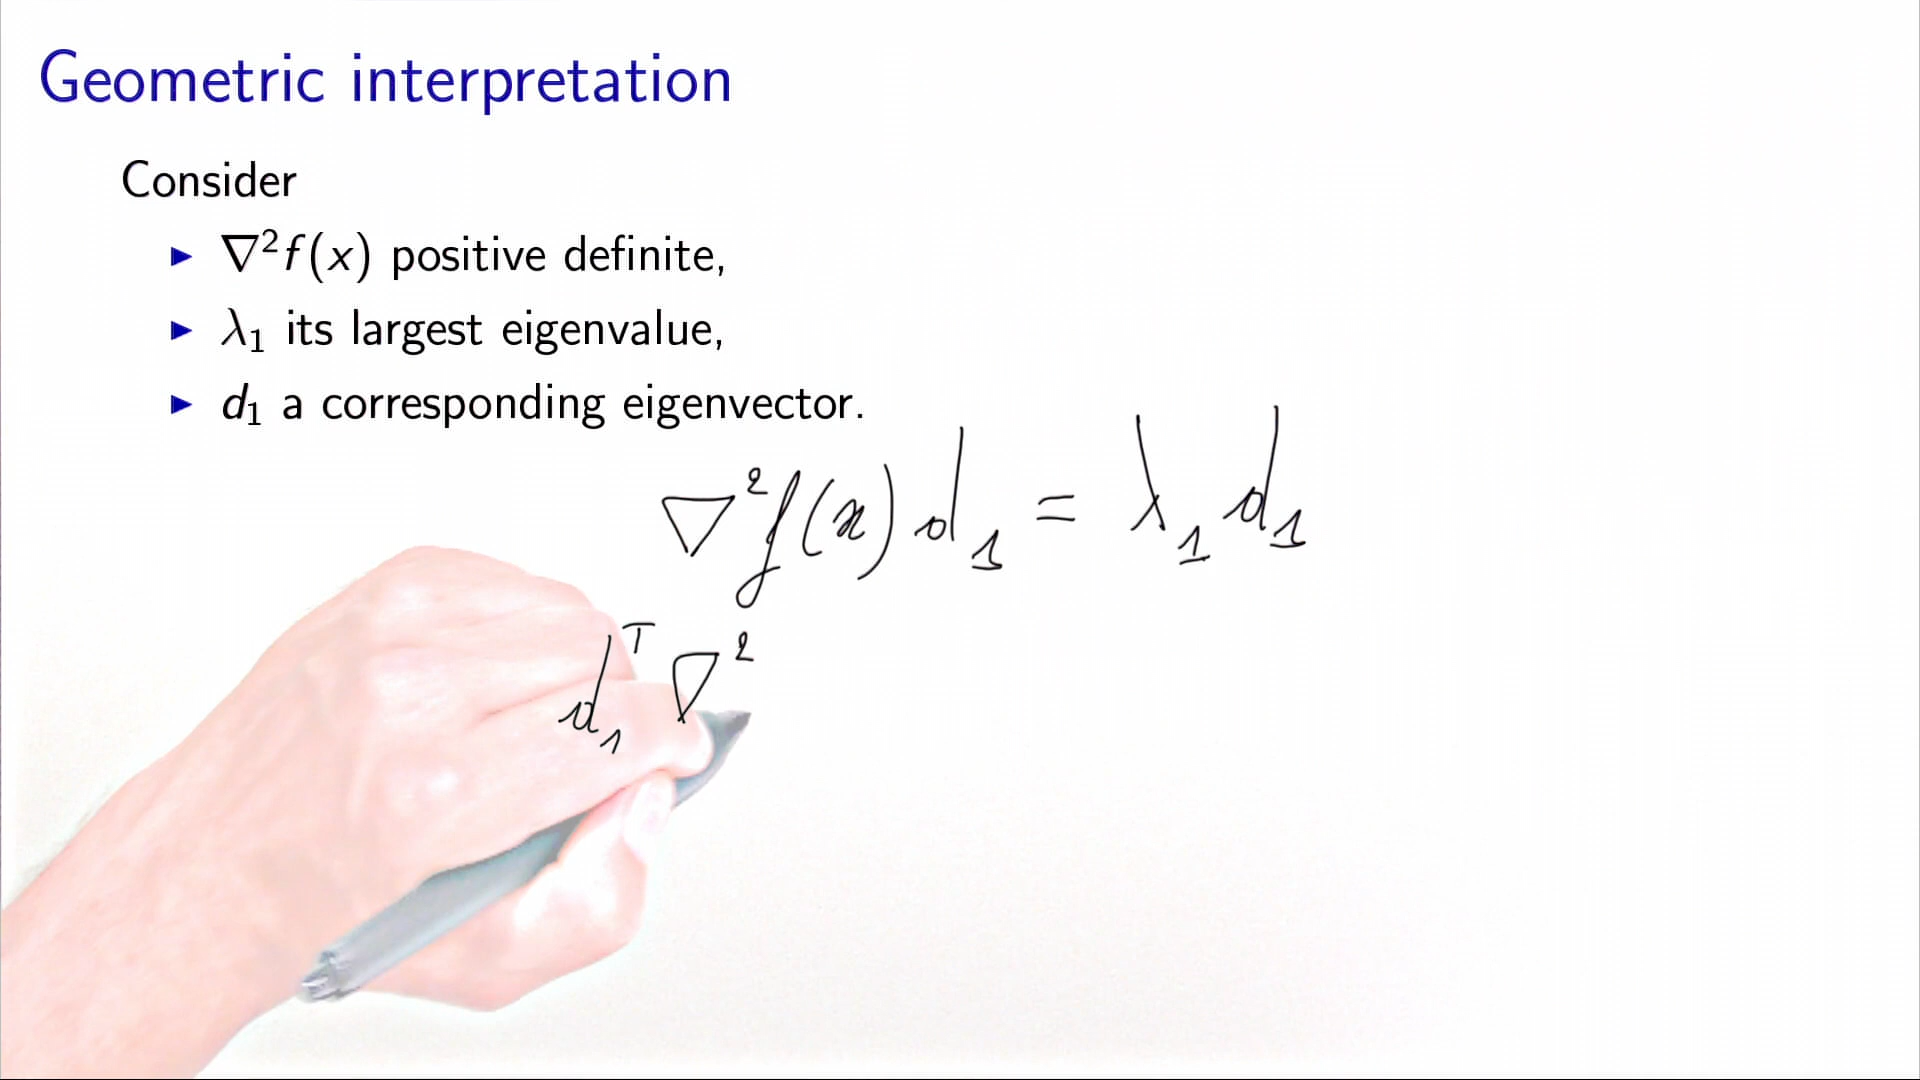 Geometric interpretation
Consider
▶ ∇²f(x) positive definite,
▶ λ₁ its largest eigenvalue,
▶ d₁ a corresponding eigenvector.
∇²f(x) d₁ = λ₁ d₁
d₁ᵀ ∇²